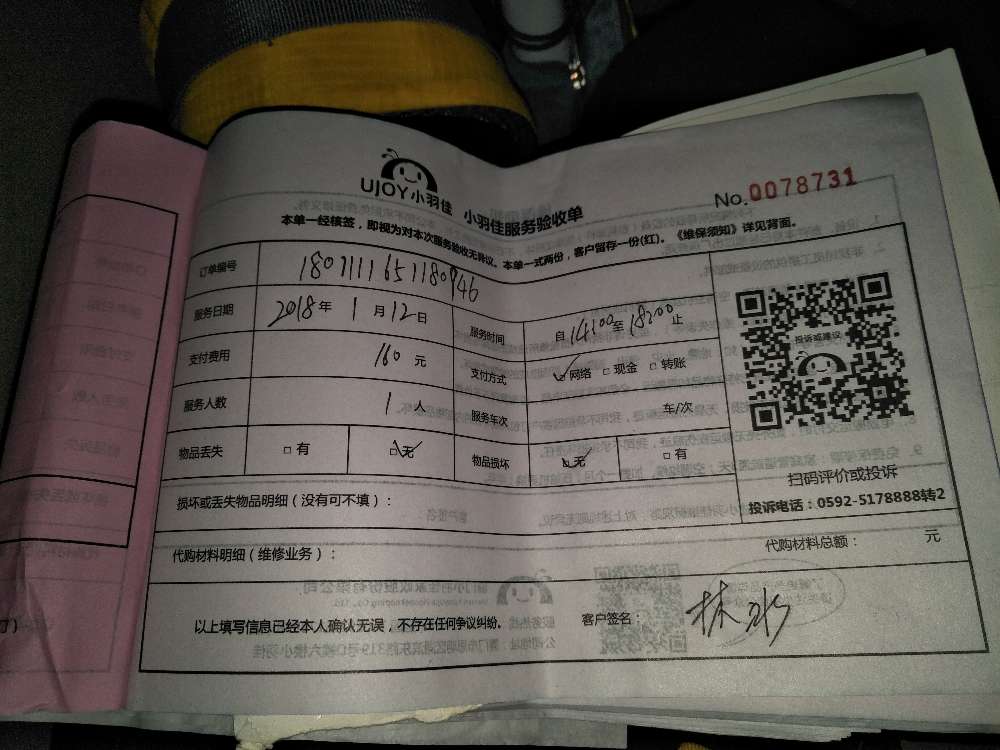 UJOY小羽佳 小羽佳服务验收单
No.0078731
本单一经核签，即视为对本次服务验收无异议。本单一式两份，客户留存一份(红)。《维保须知》详见背面。
订单编号
服务日期 2018年 1月12日 服务时间 自14:00至18:00止
支付费用 160元 支付方式 ☑网络 □现金 □转账
服务人数 1人 服务车次 车/次
物品丢失 □有 ☑无 物品损坏 ☑无 □有
投诉或建议
扫码评价或投诉
投诉电话：0592-5178888转2
损坏或丢失物品明细（没有可不填）：
代购材料明细（维修业务）： 代购材料总额： 元
以上填写信息已经本人确认无误，不存在任何争议纠纷。 客户签名：